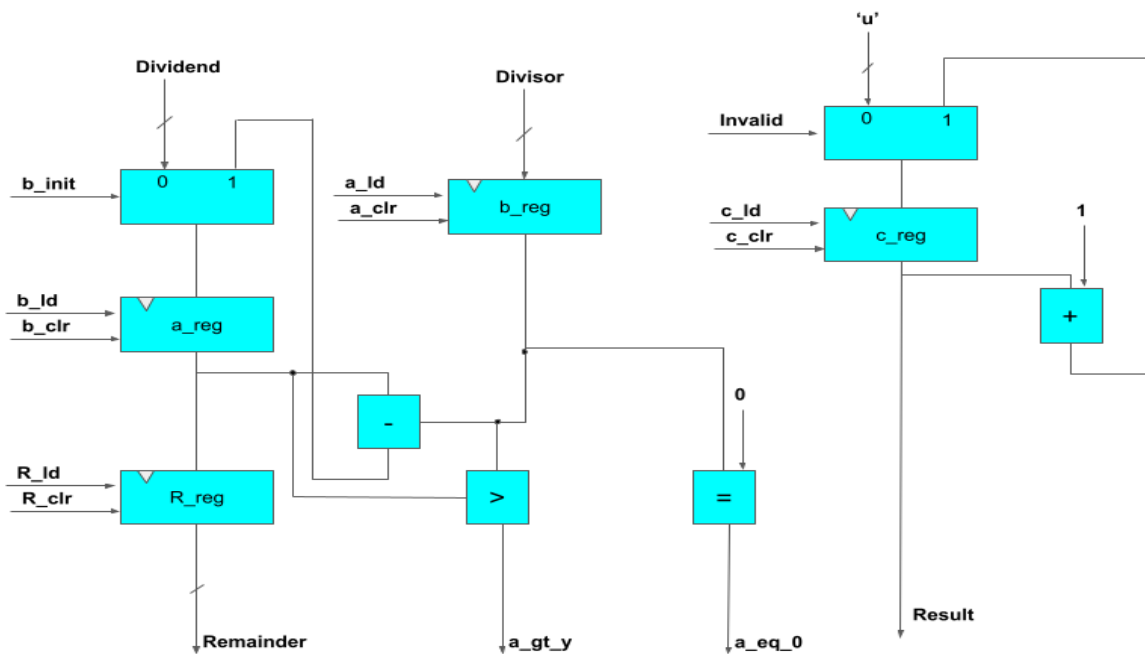 ‘u’
Dividend
Divisor
Invalid
0 1
b_init
0 1
a_ld
a_clr
b_reg
c_ld
c_clr
c_reg
1
b_ld
b_clr
a_reg
+
-
0
R_ld
R_clr
R_reg
>
=
Remainder
a_gt_y
a_eq_0
Result